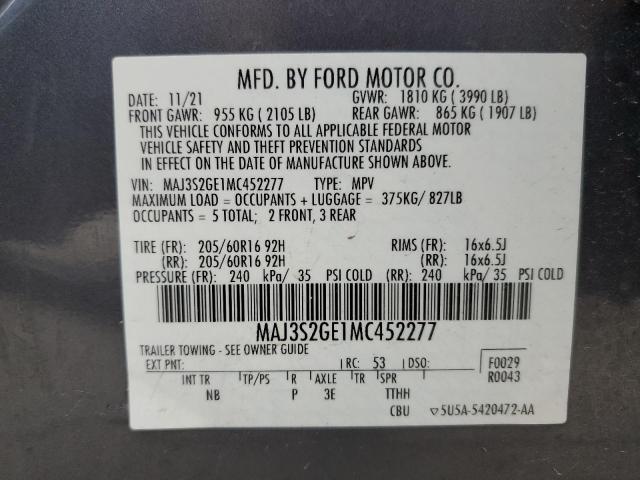 MFD. BY FORD MOTOR CO.
DATE: 11/21 GVWR: 1810 KG ( 3990 LB)
FRONT GAWR: 955 KG ( 2105 LB) REAR GAWR: 865 KG ( 1907 LB)
THIS VEHICLE CONFORMS TO ALL APPLICABLE FEDERAL MOTOR
VEHICLE SAFETY AND THEFT PREVENTION STANDARDS
IN EFFECT ON THE DATE OF MANUFACTURE SHOWN ABOVE.
VIN: MAJ3S2GE1MC452277 TYPE: MPV
MAXIMUM LOAD = OCCUPANTS + LUGGAGE = 375KG/ 827LB
OCCUPANTS = 5 TOTAL; 2 FRONT, 3 REAR
TIRE (FR): 205/60R16 92H RIMS (FR): 16x6.5J
(RR): 205/60R16 92H (RR): 16x6.5J
PRESSURE (FR): 240 kPa/ 35 PSI COLD (RR): 240 kPa/ 35 PSI COLD
MAJ3S2GE1MC452277
TRAILER TOWING - SEE OWNER GUIDE
EXT PNT: RC: 53 DSO: F0029
INT TR TP/PS R AXLE TR SPR R0043
NB P 3E TTHH
CBU ▽5U5A-5420472-AA